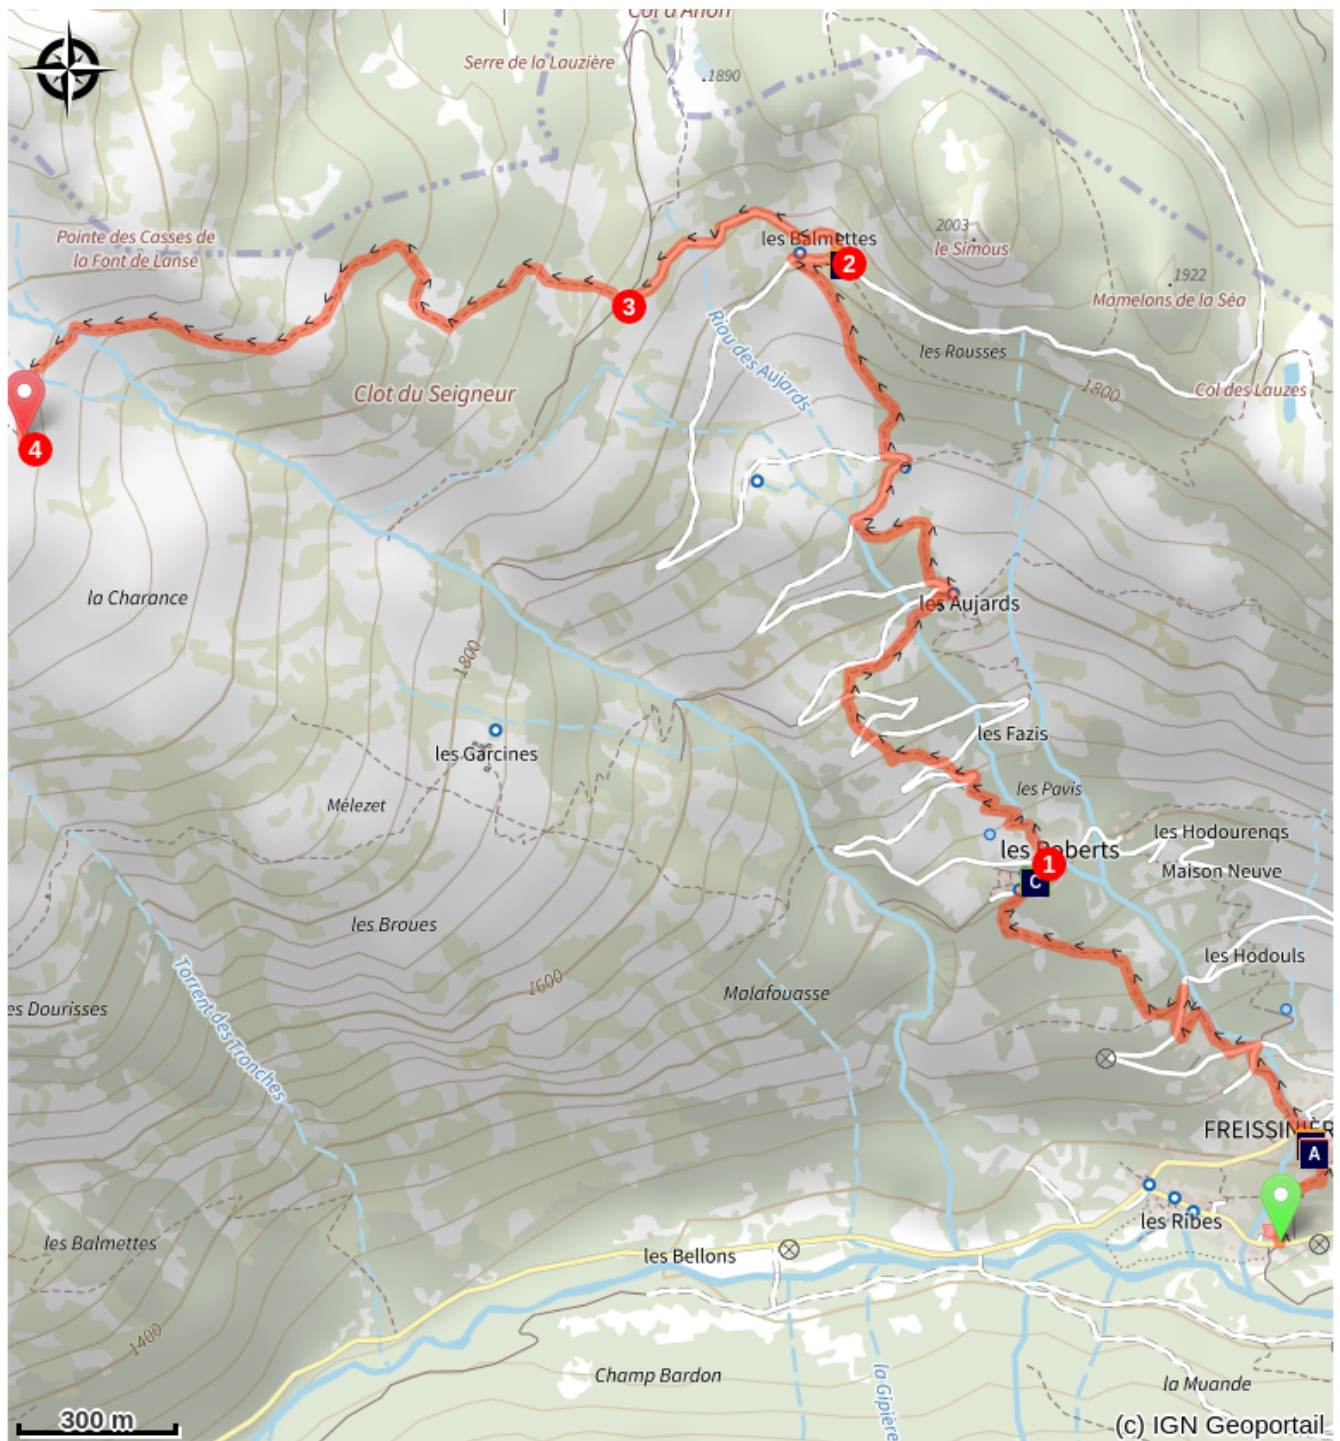 Col d'Anon
Serre de la Lauzière
1890
Pointe des Casses de
la Font de Lanse
les Balmettes
2
2003
le Simous
1922
Mamelons de la Séa
3
Riou des Aujards
les Rousses
1800
Col des Lauzes
Clot du Seigneur
4
la Charance
les Aujards
1800
les Garcines
les Fazis
Mélezet
les Pavis
les Hodourenqs
les Roberts
1
Maison Neuve
C
les Broues
les Hodouls
Torrent des Tronches
1600
Malafouasse
es Dourisses
FREISSINIÈR
A
les Ribes
les Balmettes
les Bellons
1400
Champ Bardon
la Gipière
la Muande
300 m
(c) IGN Geoportail